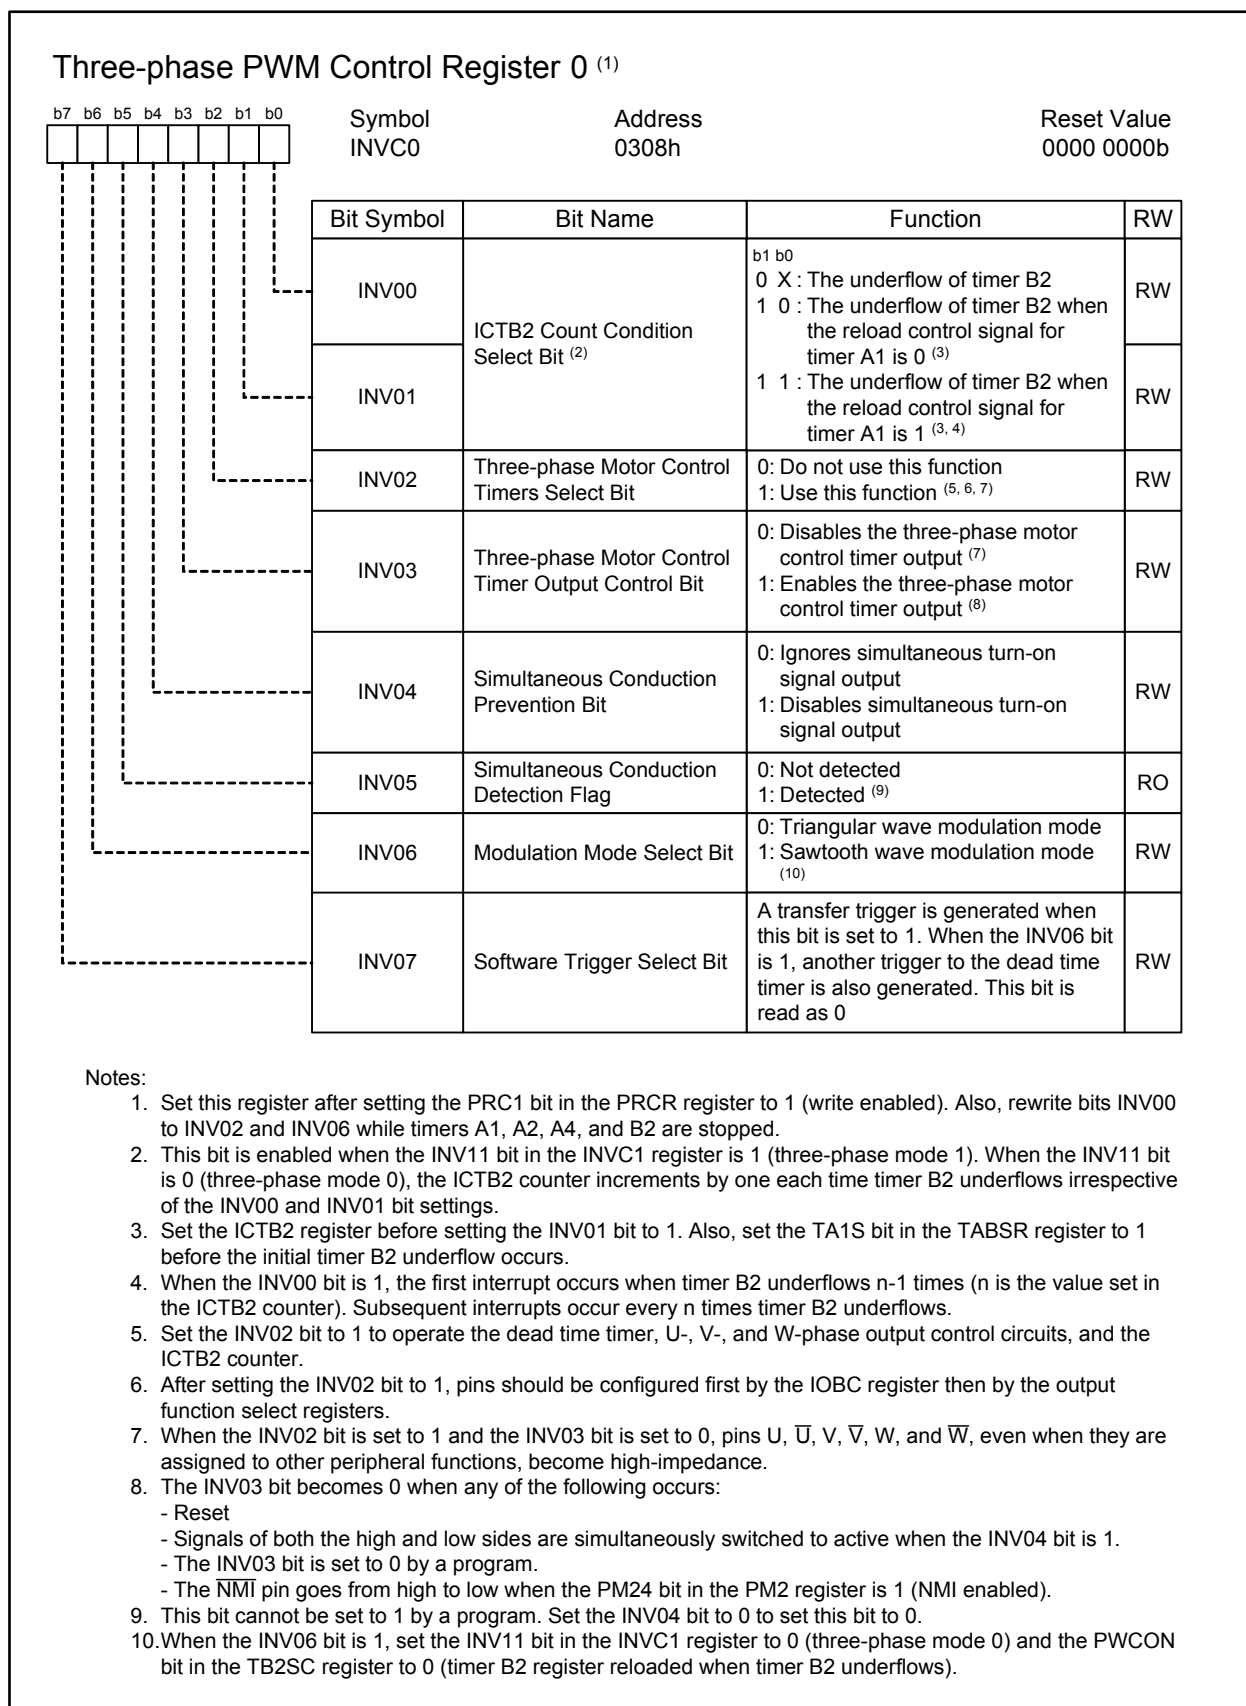 Three-phase PWM Control Register 0 (1)
b7 b6 b5 b4 b3 b2 b1 b0
Symbol Address Reset Value
INVC0 0308h 0000 0000b
Bit Symbol Bit Name Function RW
INV00
ICTB2 Count Condition
Select Bit (2)
b1 b0
0 X : The underflow of timer B2
1 0 : The underflow of timer B2 when
the reload control signal for
timer A1 is 0 (3)
RW
INV01
1 1 : The underflow of timer B2 when
the reload control signal for
timer A1 is 1 (3, 4)
RW
INV02
Three-phase Motor Control
Timers Select Bit
0: Do not use this function
1: Use this function (5, 6, 7)
RW
INV03
Three-phase Motor Control
Timer Output Control Bit
0: Disables the three-phase motor
control timer output (7)
1: Enables the three-phase motor
control timer output (8)
RW
INV04
Simultaneous Conduction
Prevention Bit
0: Ignores simultaneous turn-on
signal output
1: Disables simultaneous turn-on
signal output
RW
INV05
Simultaneous Conduction
Detection Flag
0: Not detected
1: Detected (9)
RO
INV06
Modulation Mode Select Bit
0: Triangular wave modulation mode
1: Sawtooth wave modulation mode
(10)
RW
INV07
Software Trigger Select Bit
A transfer trigger is generated when
this bit is set to 1. When the INV06 bit
is 1, another trigger to the dead time
timer is also generated. This bit is
read as 0
RW
Notes:
1. Set this register after setting the PRC1 bit in the PRCR register to 1 (write enabled). Also, rewrite bits INV00
to INV02 and INV06 while timers A1, A2, A4, and B2 are stopped.
2. This bit is enabled when the INV11 bit in the INVC1 register is 1 (three-phase mode 1). When the INV11 bit
is 0 (three-phase mode 0), the ICTB2 counter increments by one each time timer B2 underflows irrespective
of the INV00 and INV01 bit settings.
3. Set the ICTB2 register before setting the INV01 bit to 1. Also, set the TA1S bit in the TABSR register to 1
before the initial timer B2 underflow occurs.
4. When the INV00 bit is 1, the first interrupt occurs when timer B2 underflows n-1 times (n is the value set in
the ICTB2 counter). Subsequent interrupts occur every n times timer B2 underflows.
5. Set the INV02 bit to 1 to operate the dead time timer, U-, V-, and W-phase output control circuits, and the
ICTB2 counter.
6. After setting the INV02 bit to 1, pins should be configured first by the IOBC register then by the output
function select registers.
7. When the INV02 bit is set to 1 and the INV03 bit is set to 0, pins U, U̅, V, V̅, W, and W̅, even when they are
assigned to other peripheral functions, become high-impedance.
8. The INV03 bit becomes 0 when any of the following occurs:
- Reset
- Signals of both the high and low sides are simultaneously switched to active when the INV04 bit is 1.
- The INV03 bit is set to 0 by a program.
- The N̅M̅I̅ pin goes from high to low when the PM24 bit in the PM2 register is 1 (NMI enabled).
9. This bit cannot be set to 1 by a program. Set the INV04 bit to 0 to set this bit to 0.
10.When the INV06 bit is 1, set the INV11 bit in the INVC1 register to 0 (three-phase mode 0) and the PWCON
bit in the TB2SC register to 0 (timer B2 register reloaded when timer B2 underflows).